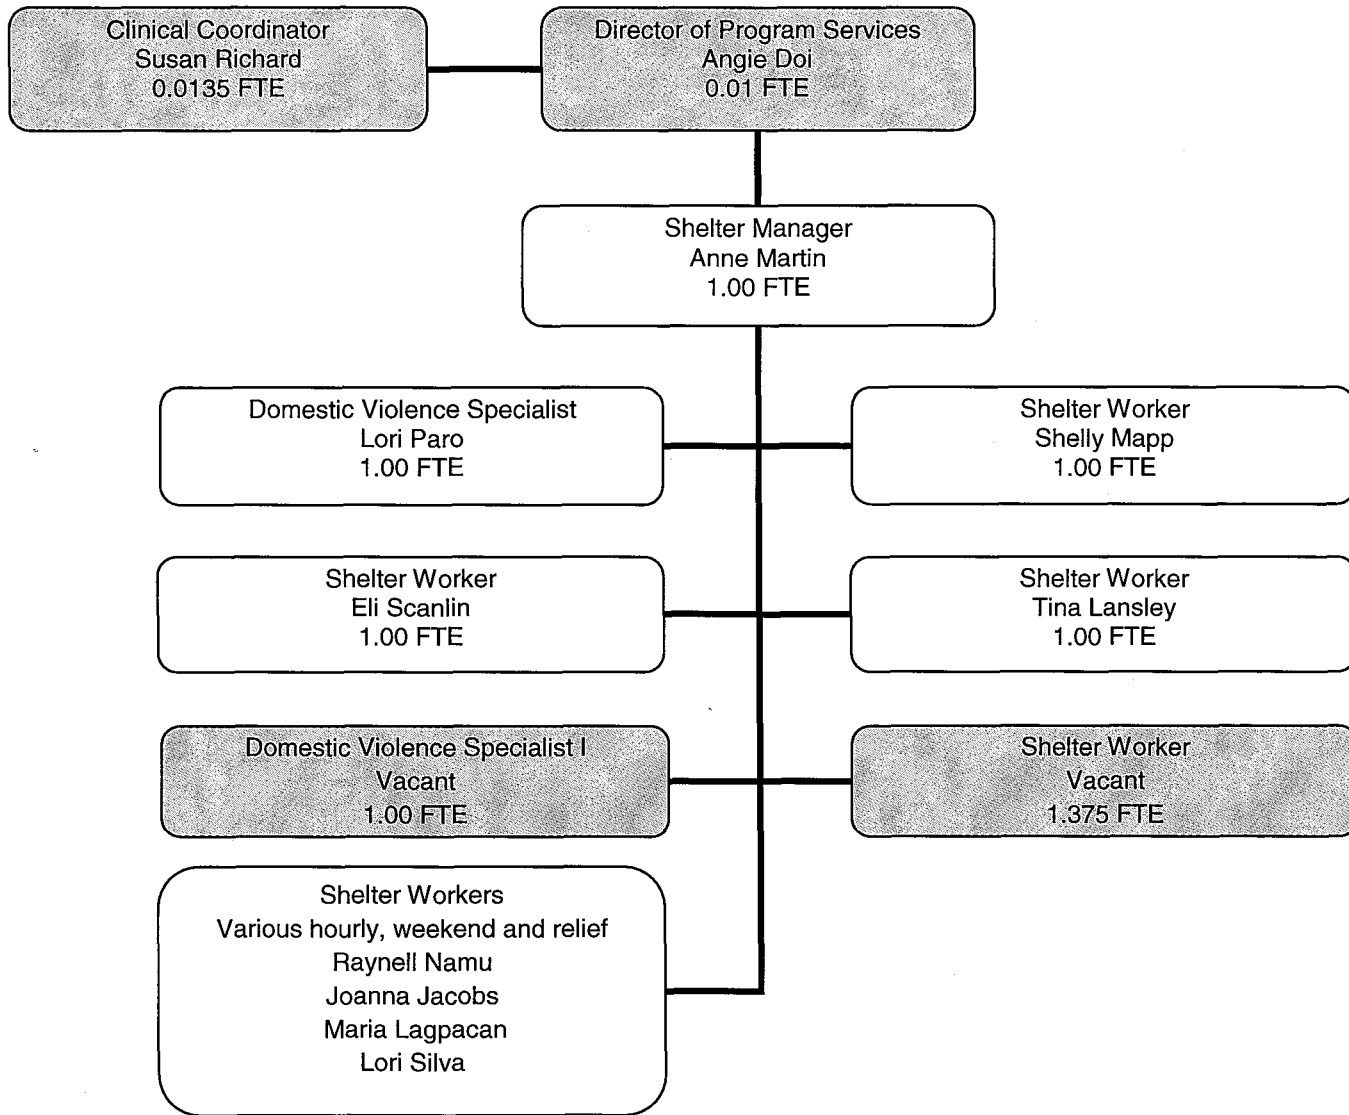 Clinical Coordinator
Susan Richard
0.0135 FTE
Director of Program Services
Angie Doi
0.01 FTE
Shelter Manager
Anne Martin
1.00 FTE
Domestic Violence Specialist
Lori Paro
1.00 FTE
Shelter Worker
Shelly Mapp
1.00 FTE
Shelter Worker
Eli Scanlin
1.00 FTE
Shelter Worker
Tina Lansley
1.00 FTE
Domestic Violence Specialist I
Vacant
1.00 FTE
Shelter Worker
Vacant
1.375 FTE
Shelter Workers
Various hourly, weekend and relief
Raynell Namu
Joanna Jacobs
Maria Lagpacan
Lori Silva